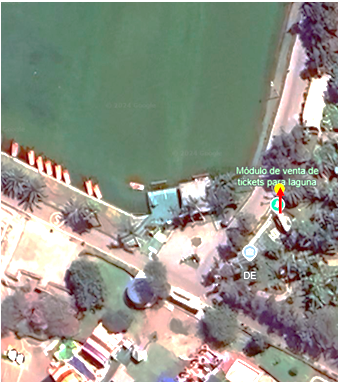 Módulo de venta de
tickets para laguna
DE